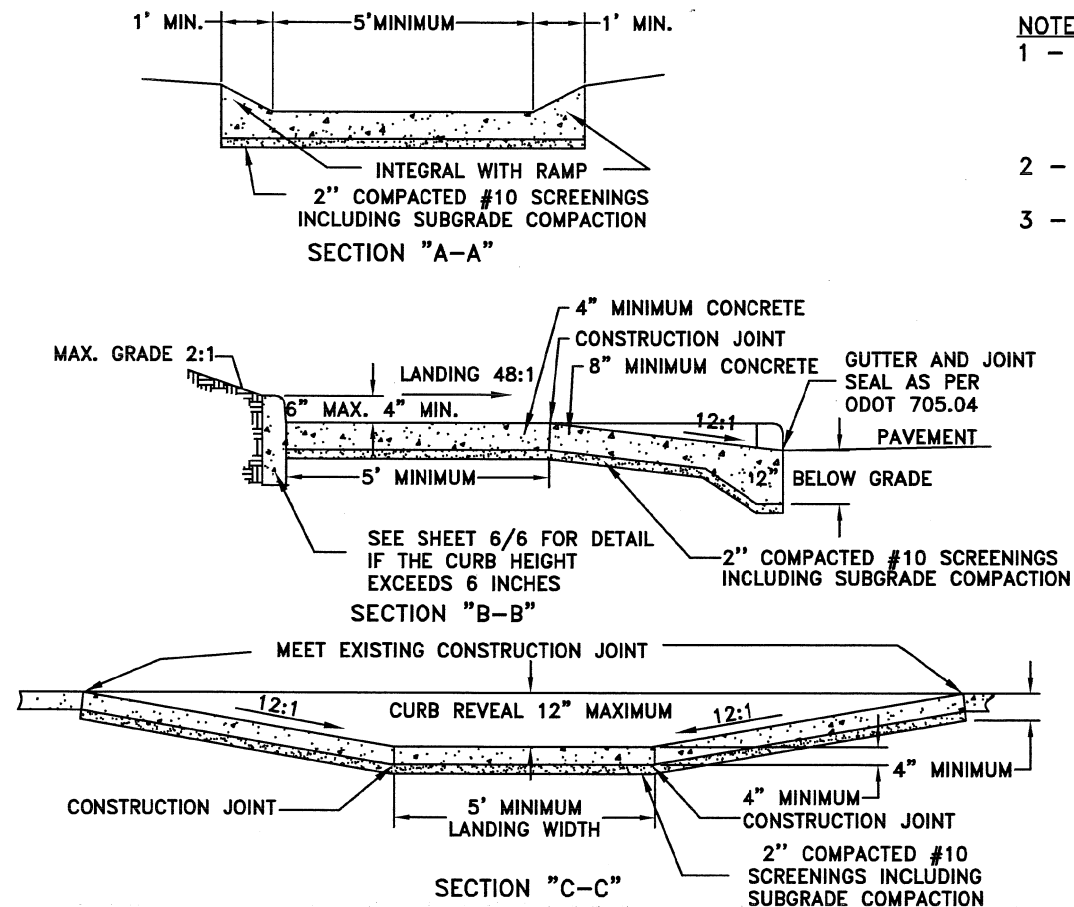 1' MIN.
5'MINIMUM
1' MIN.
INTEGRAL WITH RAMP
2" COMPACTED #10 SCREENINGS
INCLUDING SUBGRADE COMPACTION
SECTION "A-A"
NOTE
1 -
2 -
3 -
4" MINIMUM CONCRETE
CONSTRUCTION JOINT
8" MINIMUM CONCRETE
MAX. GRADE 2:1
LANDING 48:1
6" MAX. 4" MIN.
12:1
GUTTER AND JOINT
SEAL AS PER
ODOT 705.04
PAVEMENT
5' MINIMUM
12" BELOW GRADE
SEE SHEET 6/6 FOR DETAIL
IF THE CURB HEIGHT
EXCEEDS 6 INCHES
2" COMPACTED #10 SCREENINGS
INCLUDING SUBGRADE COMPACTION
SECTION "B-B"
MEET EXISTING CONSTRUCTION JOINT
12:1
CURB REVEAL 12" MAXIMUM
12:1
4" MINIMUM
CONSTRUCTION JOINT
5' MINIMUM
LANDING WIDTH
4" MINIMUM
CONSTRUCTION JOINT
2" COMPACTED #10
SCREENINGS INCLUDING
SUBGRADE COMPACTION
SECTION "C-C"